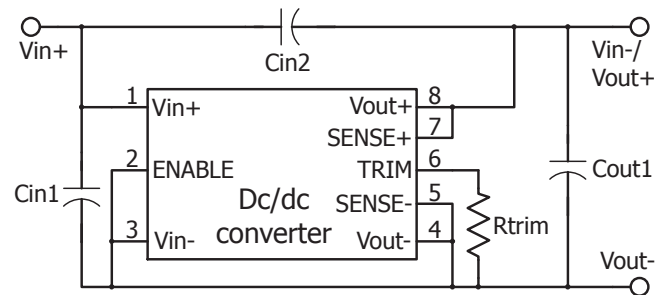 Vin+
Cin2
Vin-/
Vout+
1
Vin+
Vout+
8
SENSE+
7
2
ENABLE
TRIM
6
Cin1
Dc/dc
converter
SENSE-
5
Rtrim
Cout1
3
Vin-
Vout-
4
Vout-